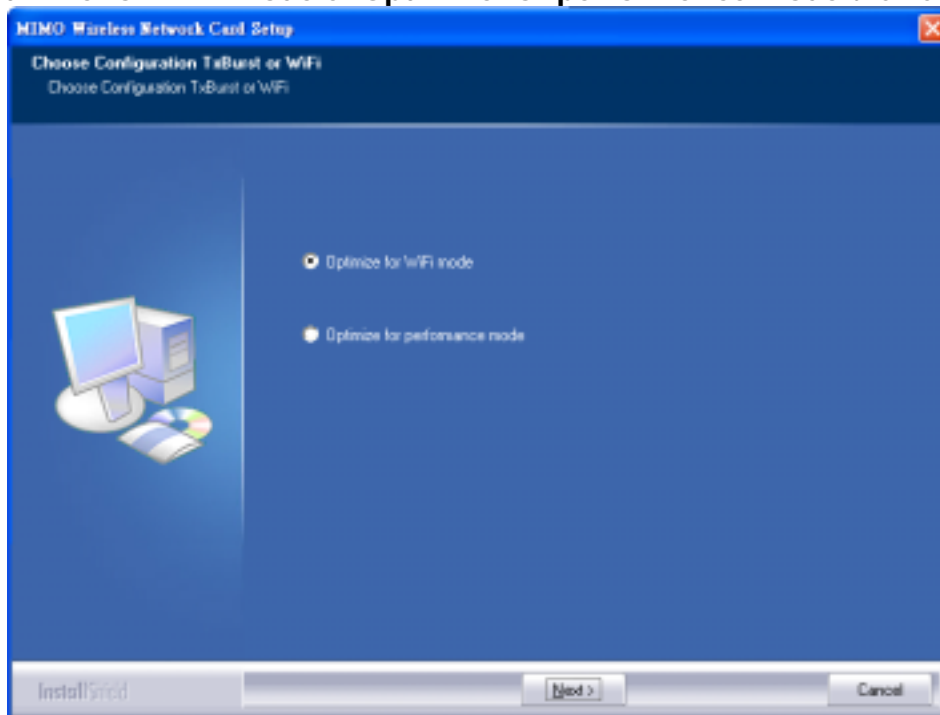 MIMO Wireless Network Card Setup
Choose Configuration TxBurst or WiFi
Choose Configuration TxBurst or WiFi
Optimize for WiFi mode
Optimize for performance mode
InstallShield
Next >
Cancel